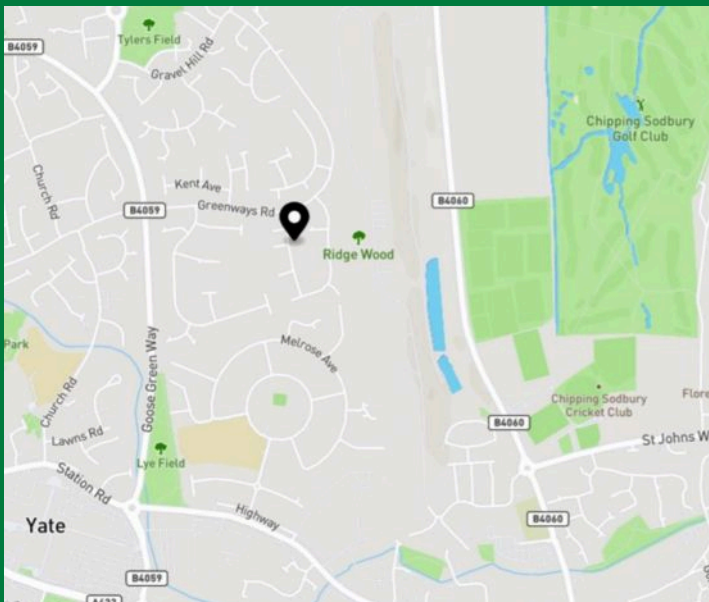 B4059
Tylers Field
Gravel Hill Rd
Chipping Sodbury
Golf Club
Church Rd
Kent Ave
B4059
Greenways Rd
B4060
Ridge Wood
Goose Green Way
Park
Melrose Ave
Church Rd
Chipping Sodbury
Cricket Club
Flore
B4060
St Johns W
Lawns Rd
Lye Field
Station Rd
Highway
Yate
B4060
B4059